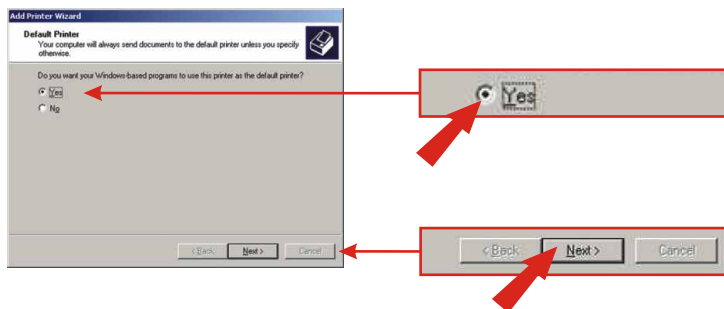 Add Printer Wizard
Default Printer
Your computer will always send documents to the default printer unless you specify
otherwise.
Do you want your Windows-based programs to use this printer as the default printer?
Yes
No
< Back
Next >
Cancel
Yes
< Back
Next >
Cancel